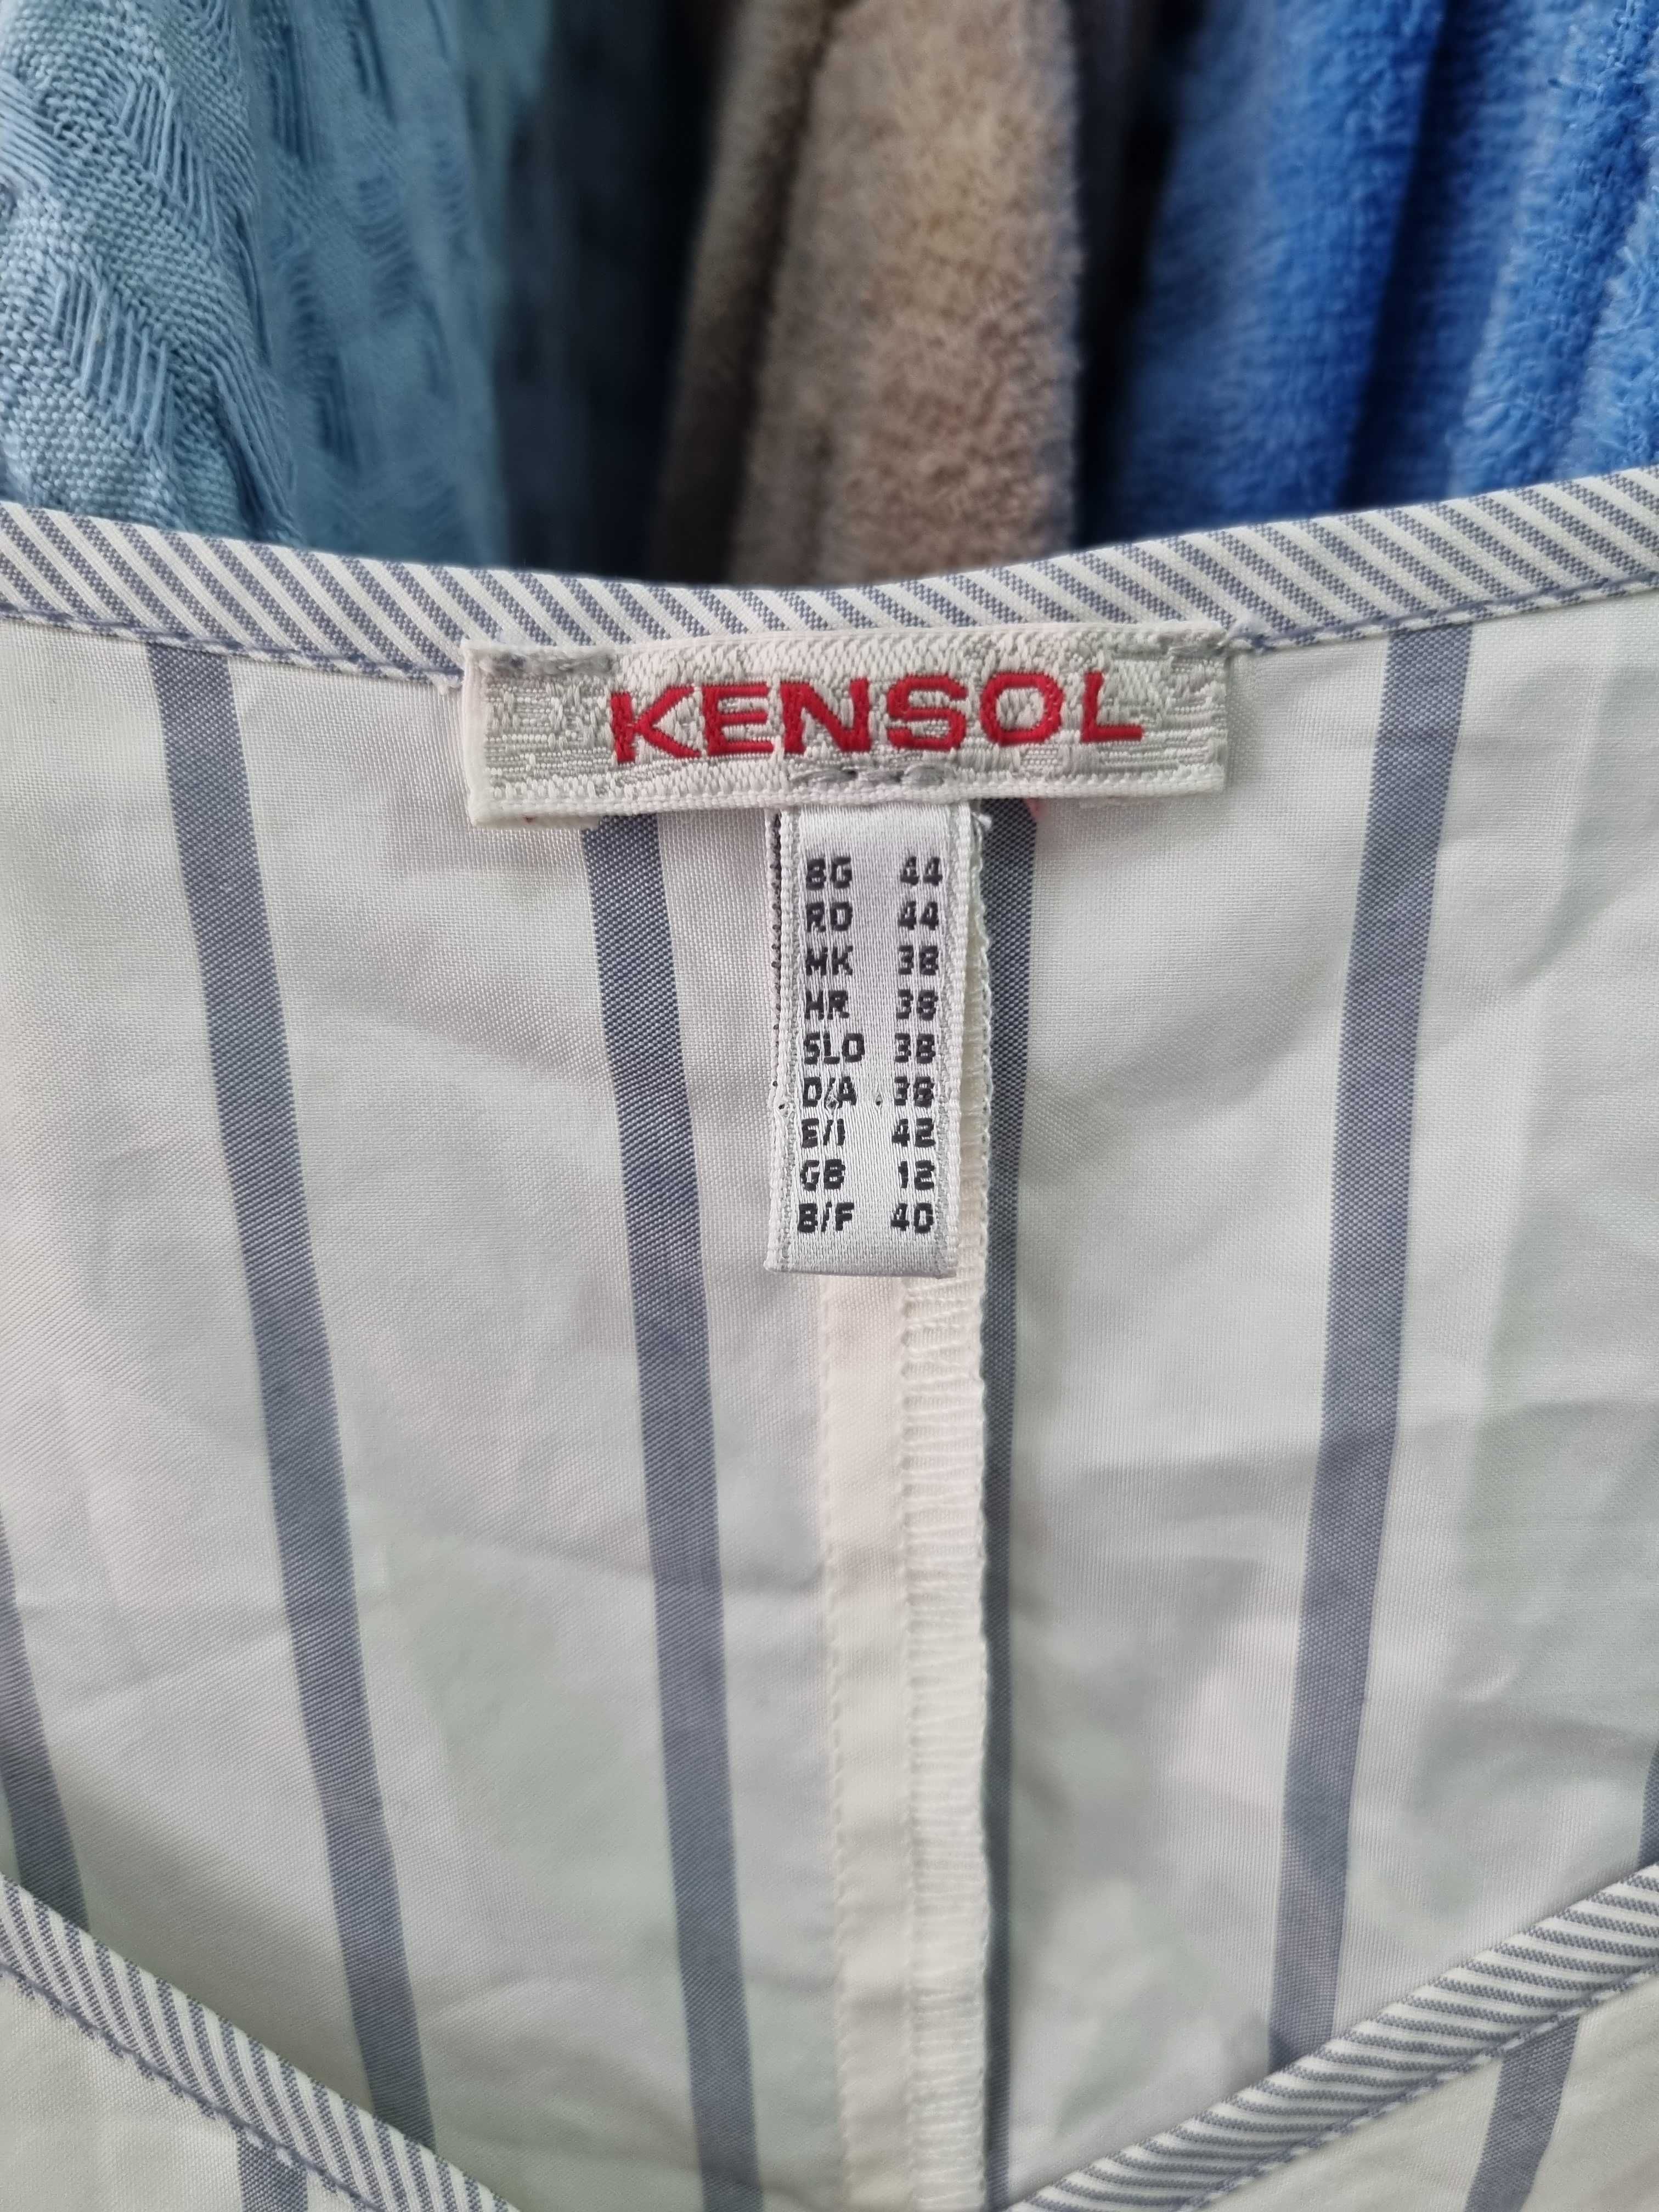 KENSOL
BG 44
RO 44
MK 38
HR 38
SLO 38
D/A 38
E/I 42
GB 12
B/F 40